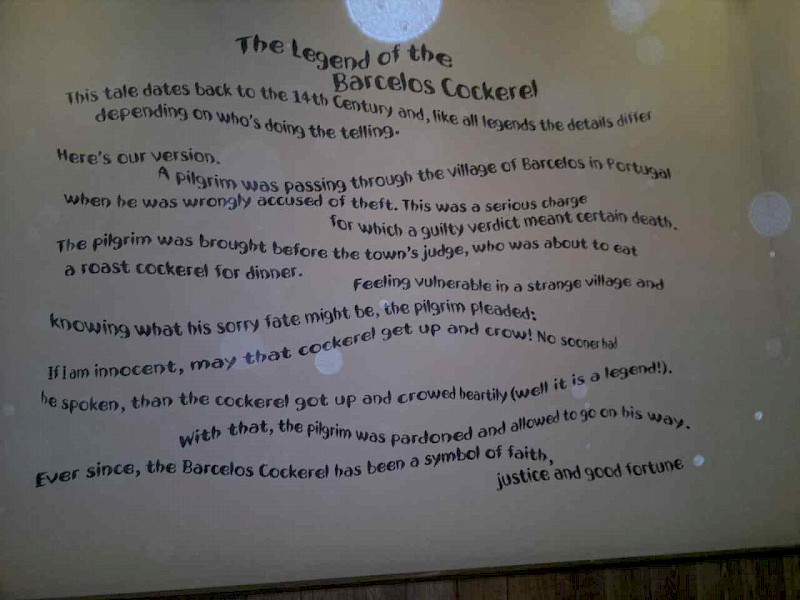 The Legend of the
Barcelos Cockerel
This tale dates back to the 14th Century and, like all legends the details differ
depending on who's doing the telling.
Here's our version.
A pilgrim was passing through the village of Barcelos in Portugal
when he was wrongly accused of theft. This was a serious charge
for which a guilty verdict meant certain death.
The pilgrim was brought before the town's judge, who was about to eat
a roast cockerel for dinner.
Feeling vulnerable in a strange village and
knowing what his sorry fate might be, the pilgrim pleaded:
If I am innocent, may that cockerel get up and crow! No sooner had
he spoken, than the cockerel got up and crowed heartily (well it is a legend!).
With that, the pilgrim was pardoned and allowed to go on his way.
Ever since, the Barcelos Cockerel has been a symbol of faith,
justice and good fortune